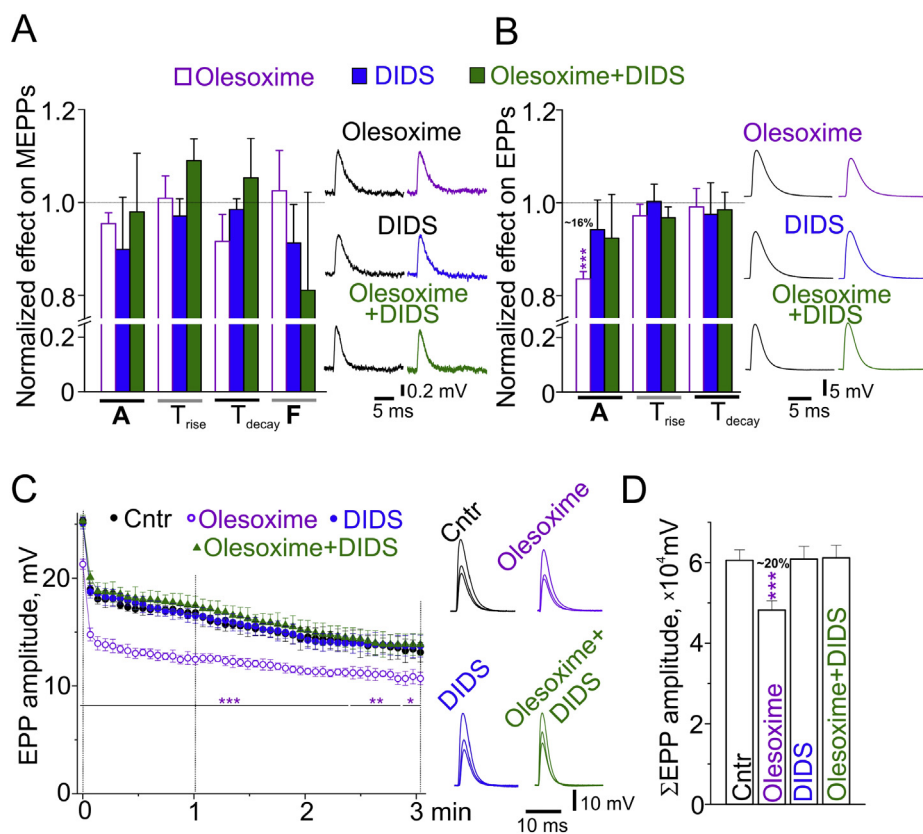 A
B
Olesoxime DIDS Olesoxime+DIDS
Normalized effect on MEPPs
1.2
1.0
0.8
0.2
0
A T rise T decay F
Olesoxime
DIDS
Olesoxime
+DIDS
0.2 mV
5 ms
Normalized effect on EPPs
1.2
1.0
0.8
0.2
0
~16%
***
A T rise T decay
Olesoxime
DIDS
Olesoxime
+DIDS
5 mV
5 ms
C
Cntr Olesoxime DIDS
Olesoxime+DIDS
EPP amplitude, mV
20
10
0
*** ** *
0 1 2 3 min
Cntr
Olesoxime
DIDS
Olesoxime+
DIDS
10 mV
10 ms
D
ΣEPP amplitude, ×10⁴mV
6
4
2
0
~20%
***
Cntr
Olesoxime
DIDS
Olesoxime+DIDS